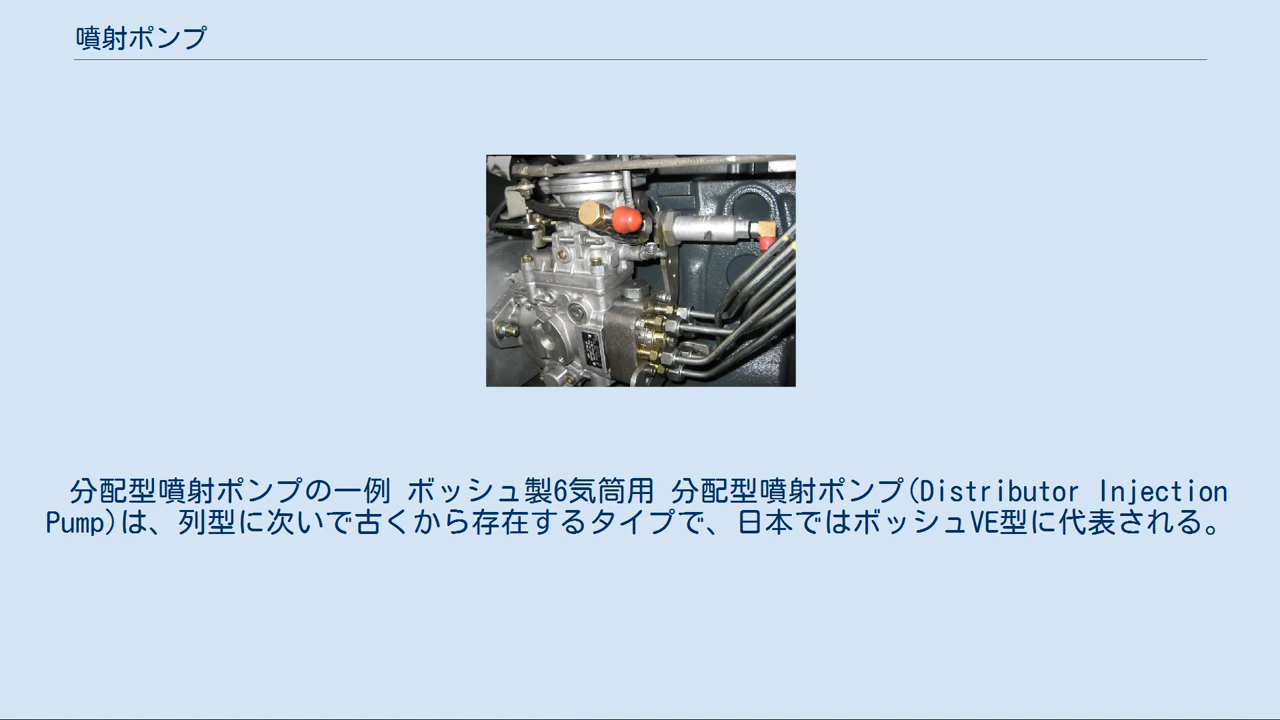 噴射ポンプ
分配型噴射ポンプの一例 ボッシュ製6気筒用 分配型噴射ポンプ(Distributor Injection
Pump)は、列型に次いで古くから存在するタイプで、日本ではボッシュVE型に代表される。